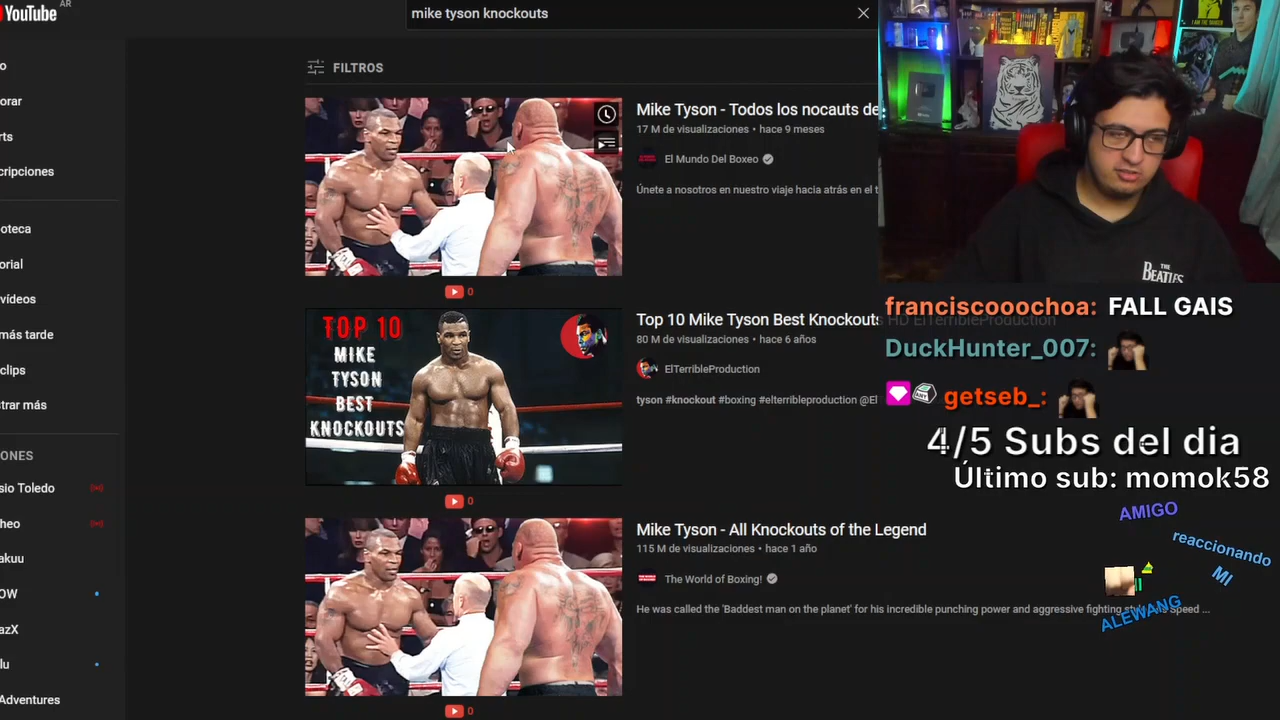 YouTube AR
mike tyson knockouts
FILTROS
o
orar
rts
cripciones
oteca
orial
vídeos
más tarde
clips
strar más
ONES
sio Toledo
heo
akuu
OW
azX
lu
Adventures
Mike Tyson - Todos los nocauts de
17 M de visualizaciones • hace 9 meses
El Mundo Del Boxeo
Únete a nosotros en nuestro viaje hacia atrás en el t
0
TOP 10
MIKE
TYSON
BEST
KNOCKOUTS
Top 10 Mike Tyson Best Knockouts HD ElTerribleProduction
80 M de visualizaciones • hace 6 años
ElTerribleProduction
tyson #knockout #boxing #elterribleproduction @El
0
Mike Tyson - All Knockouts of the Legend
115 M de visualizaciones • hace 1 año
The World of Boxing!
He was called the 'Baddest man on the planet' for his incredible punching power and aggressive fighting Speed ...
0
THE
BEATLES
franciscooochoa: FALL GAIS
DuckHunter_007:
getseb_:
4/5 Subs del dia
Último sub: momok58
AMIGO
reaccionando
MI
ALEWANG